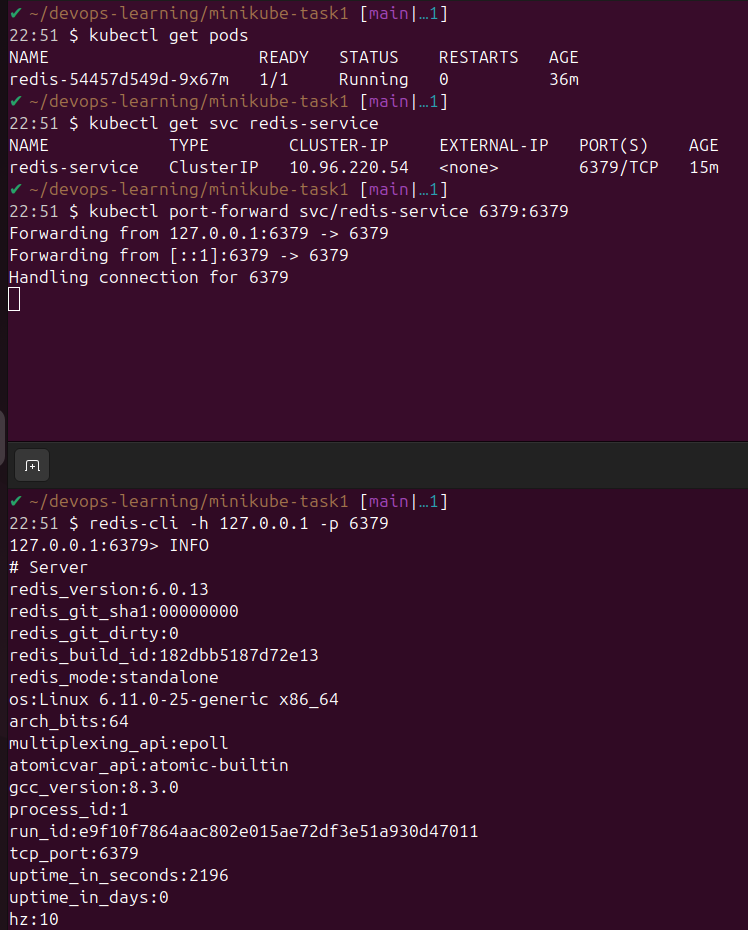 ✔ ~/devops-learning/minikube-task1 [main|…1]
22:51 $ kubectl get pods
NAME                     READY   STATUS    RESTARTS   AGE
redis-54457d549d-9x67m   1/1     Running   0          36m
✔ ~/devops-learning/minikube-task1 [main|…1]
22:51 $ kubectl get svc redis-service
NAME            TYPE        CLUSTER-IP     EXTERNAL-IP   PORT(S)    AGE
redis-service   ClusterIP   10.96.220.54   <none>        6379/TCP   15m
✔ ~/devops-learning/minikube-task1 [main|…1]
22:51 $ kubectl port-forward svc/redis-service 6379:6379
Forwarding from 127.0.0.1:6379 -> 6379
Forwarding from [::1]:6379 -> 6379
Handling connection for 6379
✔ ~/devops-learning/minikube-task1 [main|…1]
22:51 $ redis-cli -h 127.0.0.1 -p 6379
127.0.0.1:6379> INFO
# Server
redis_version:6.0.13
redis_git_sha1:00000000
redis_git_dirty:0
redis_build_id:182dbb5187d72e13
redis_mode:standalone
os:Linux 6.11.0-25-generic x86_64
arch_bits:64
multiplexing_api:epoll
atomicvar_api:atomic-builtin
gcc_version:8.3.0
process_id:1
run_id:e9f10f7864aac802e015ae72df3e51a930d47011
tcp_port:6379
uptime_in_seconds:2196
uptime_in_days:0
hz:10